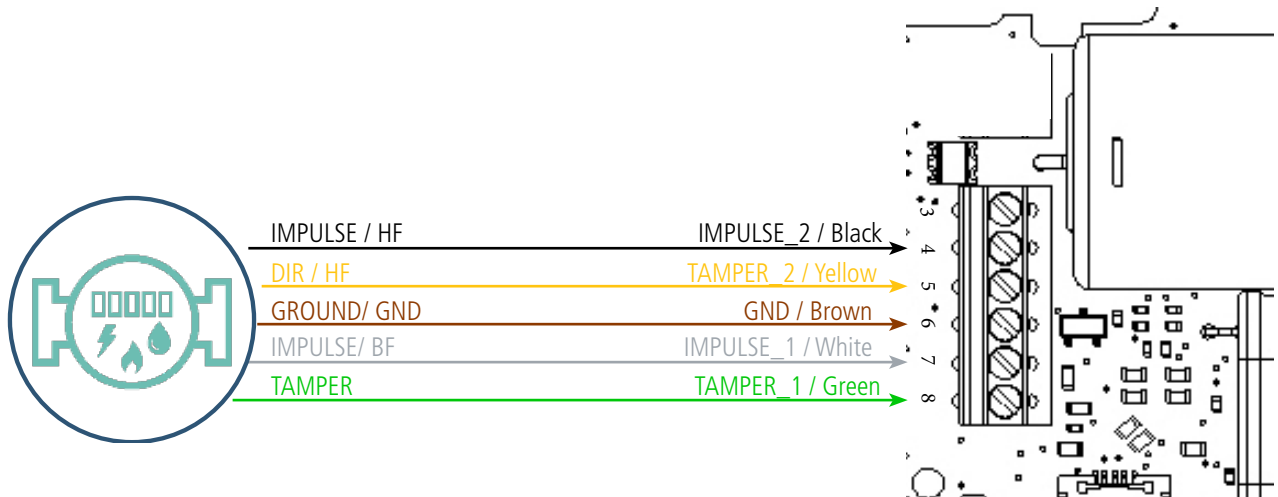 3
IMPULSE / HF IMPULSE_2 / Black 4
DIR / HF TAMPER_2 / Yellow 5
GROUND/ GND GND / Brown 6
IMPULSE/ BF IMPULSE_1 / White 7
TAMPER TAMPER_1 / Green 8